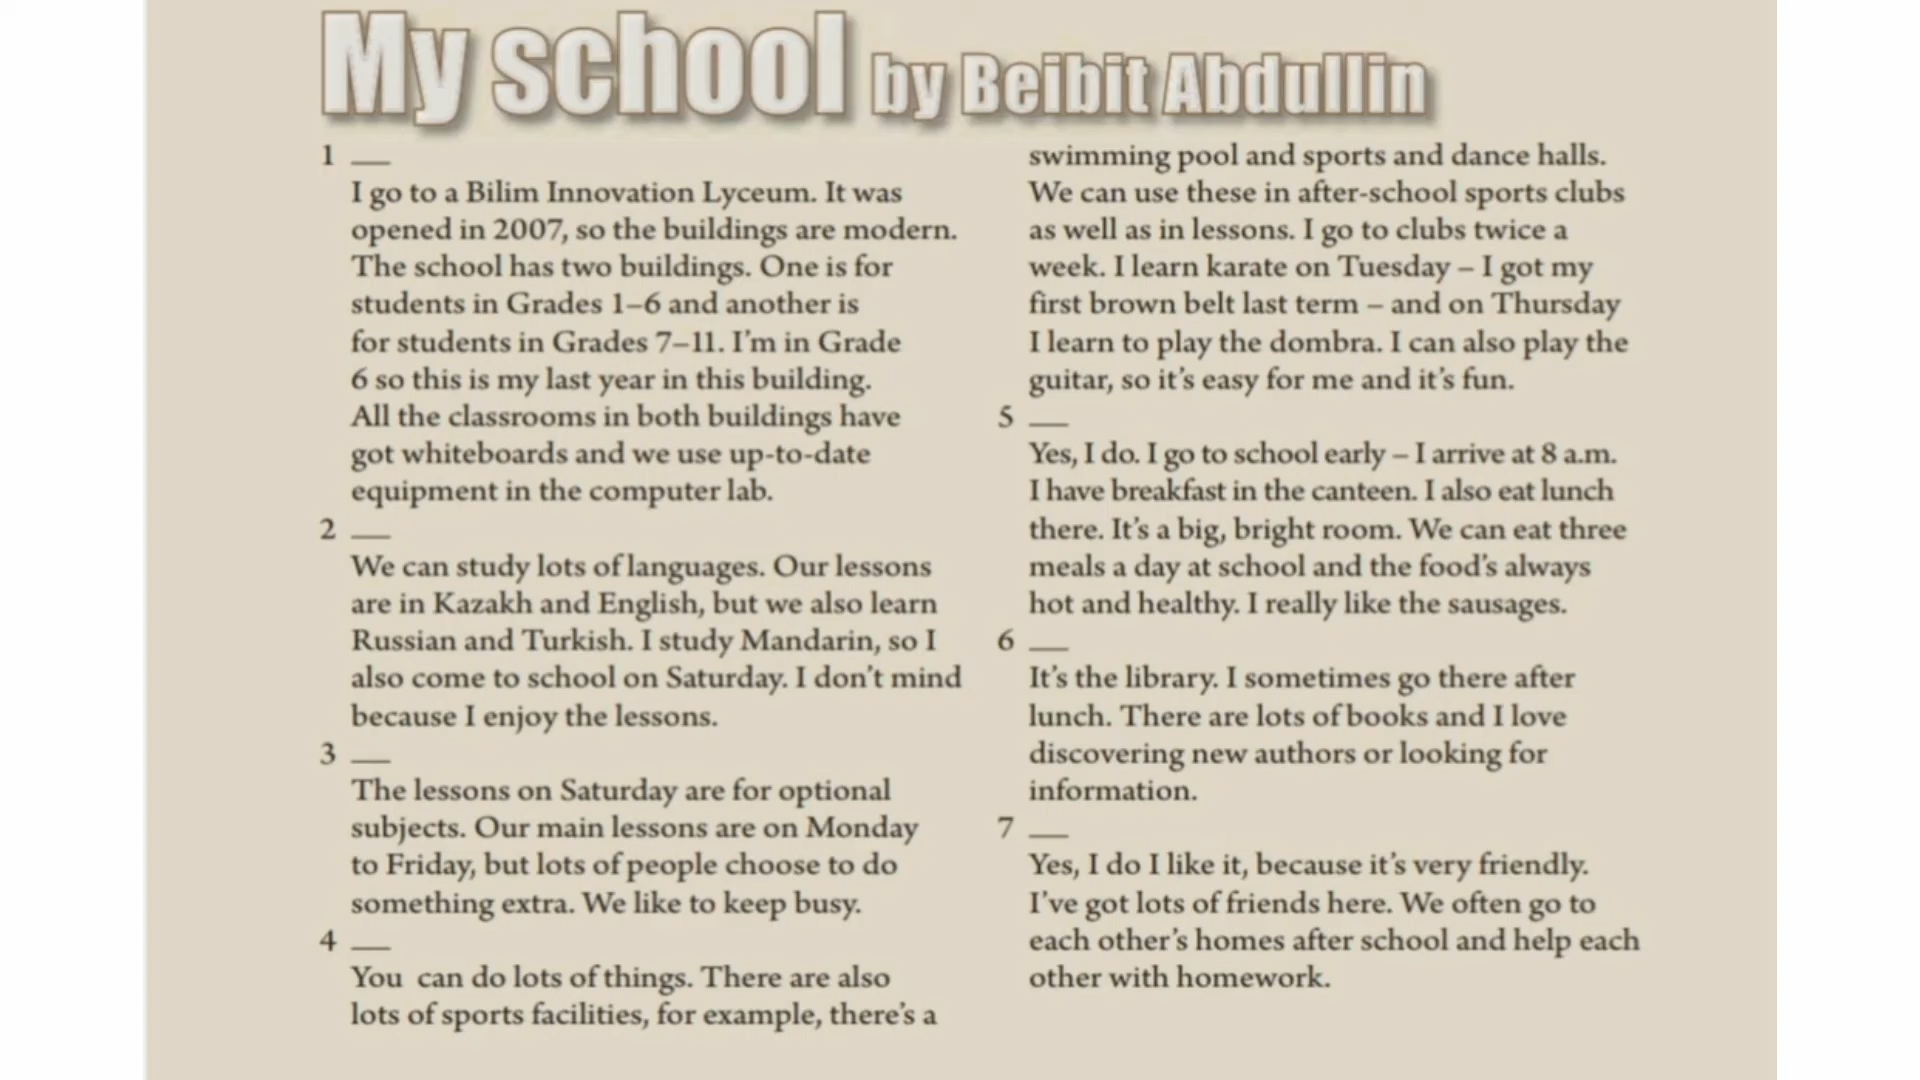 My school by Beibit Abdullin
1 __
I go to a Bilim Innovation Lyceum. It was
opened in 2007, so the buildings are modern.
The school has two buildings. One is for
students in Grades 1–6 and another is
for students in Grades 7–11. I'm in Grade
6 so this is my last year in this building.
All the classrooms in both buildings have
got whiteboards and we use up-to-date
equipment in the computer lab.
2 __
We can study lots of languages. Our lessons
are in Kazakh and English, but we also learn
Russian and Turkish. I study Mandarin, so I
also come to school on Saturday. I don't mind
because I enjoy the lessons.
3 __
The lessons on Saturday are for optional
subjects. Our main lessons are on Monday
to Friday, but lots of people choose to do
something extra. We like to keep busy.
4 __
You can do lots of things. There are also
lots of sports facilities, for example, there's a
swimming pool and sports and dance halls.
We can use these in after-school sports clubs
as well as in lessons. I go to clubs twice a
week. I learn karate on Tuesday – I got my
first brown belt last term – and on Thursday
I learn to play the dombra. I can also play the
guitar, so it's easy for me and it's fun.
5 __
Yes, I do. I go to school early – I arrive at 8 a.m.
I have breakfast in the canteen. I also eat lunch
there. It's a big, bright room. We can eat three
meals a day at school and the food's always
hot and healthy. I really like the sausages.
6 __
It's the library. I sometimes go there after
lunch. There are lots of books and I love
discovering new authors or looking for
information.
7 __
Yes, I do I like it, because it's very friendly.
I've got lots of friends here. We often go to
each other's homes after school and help each
other with homework.